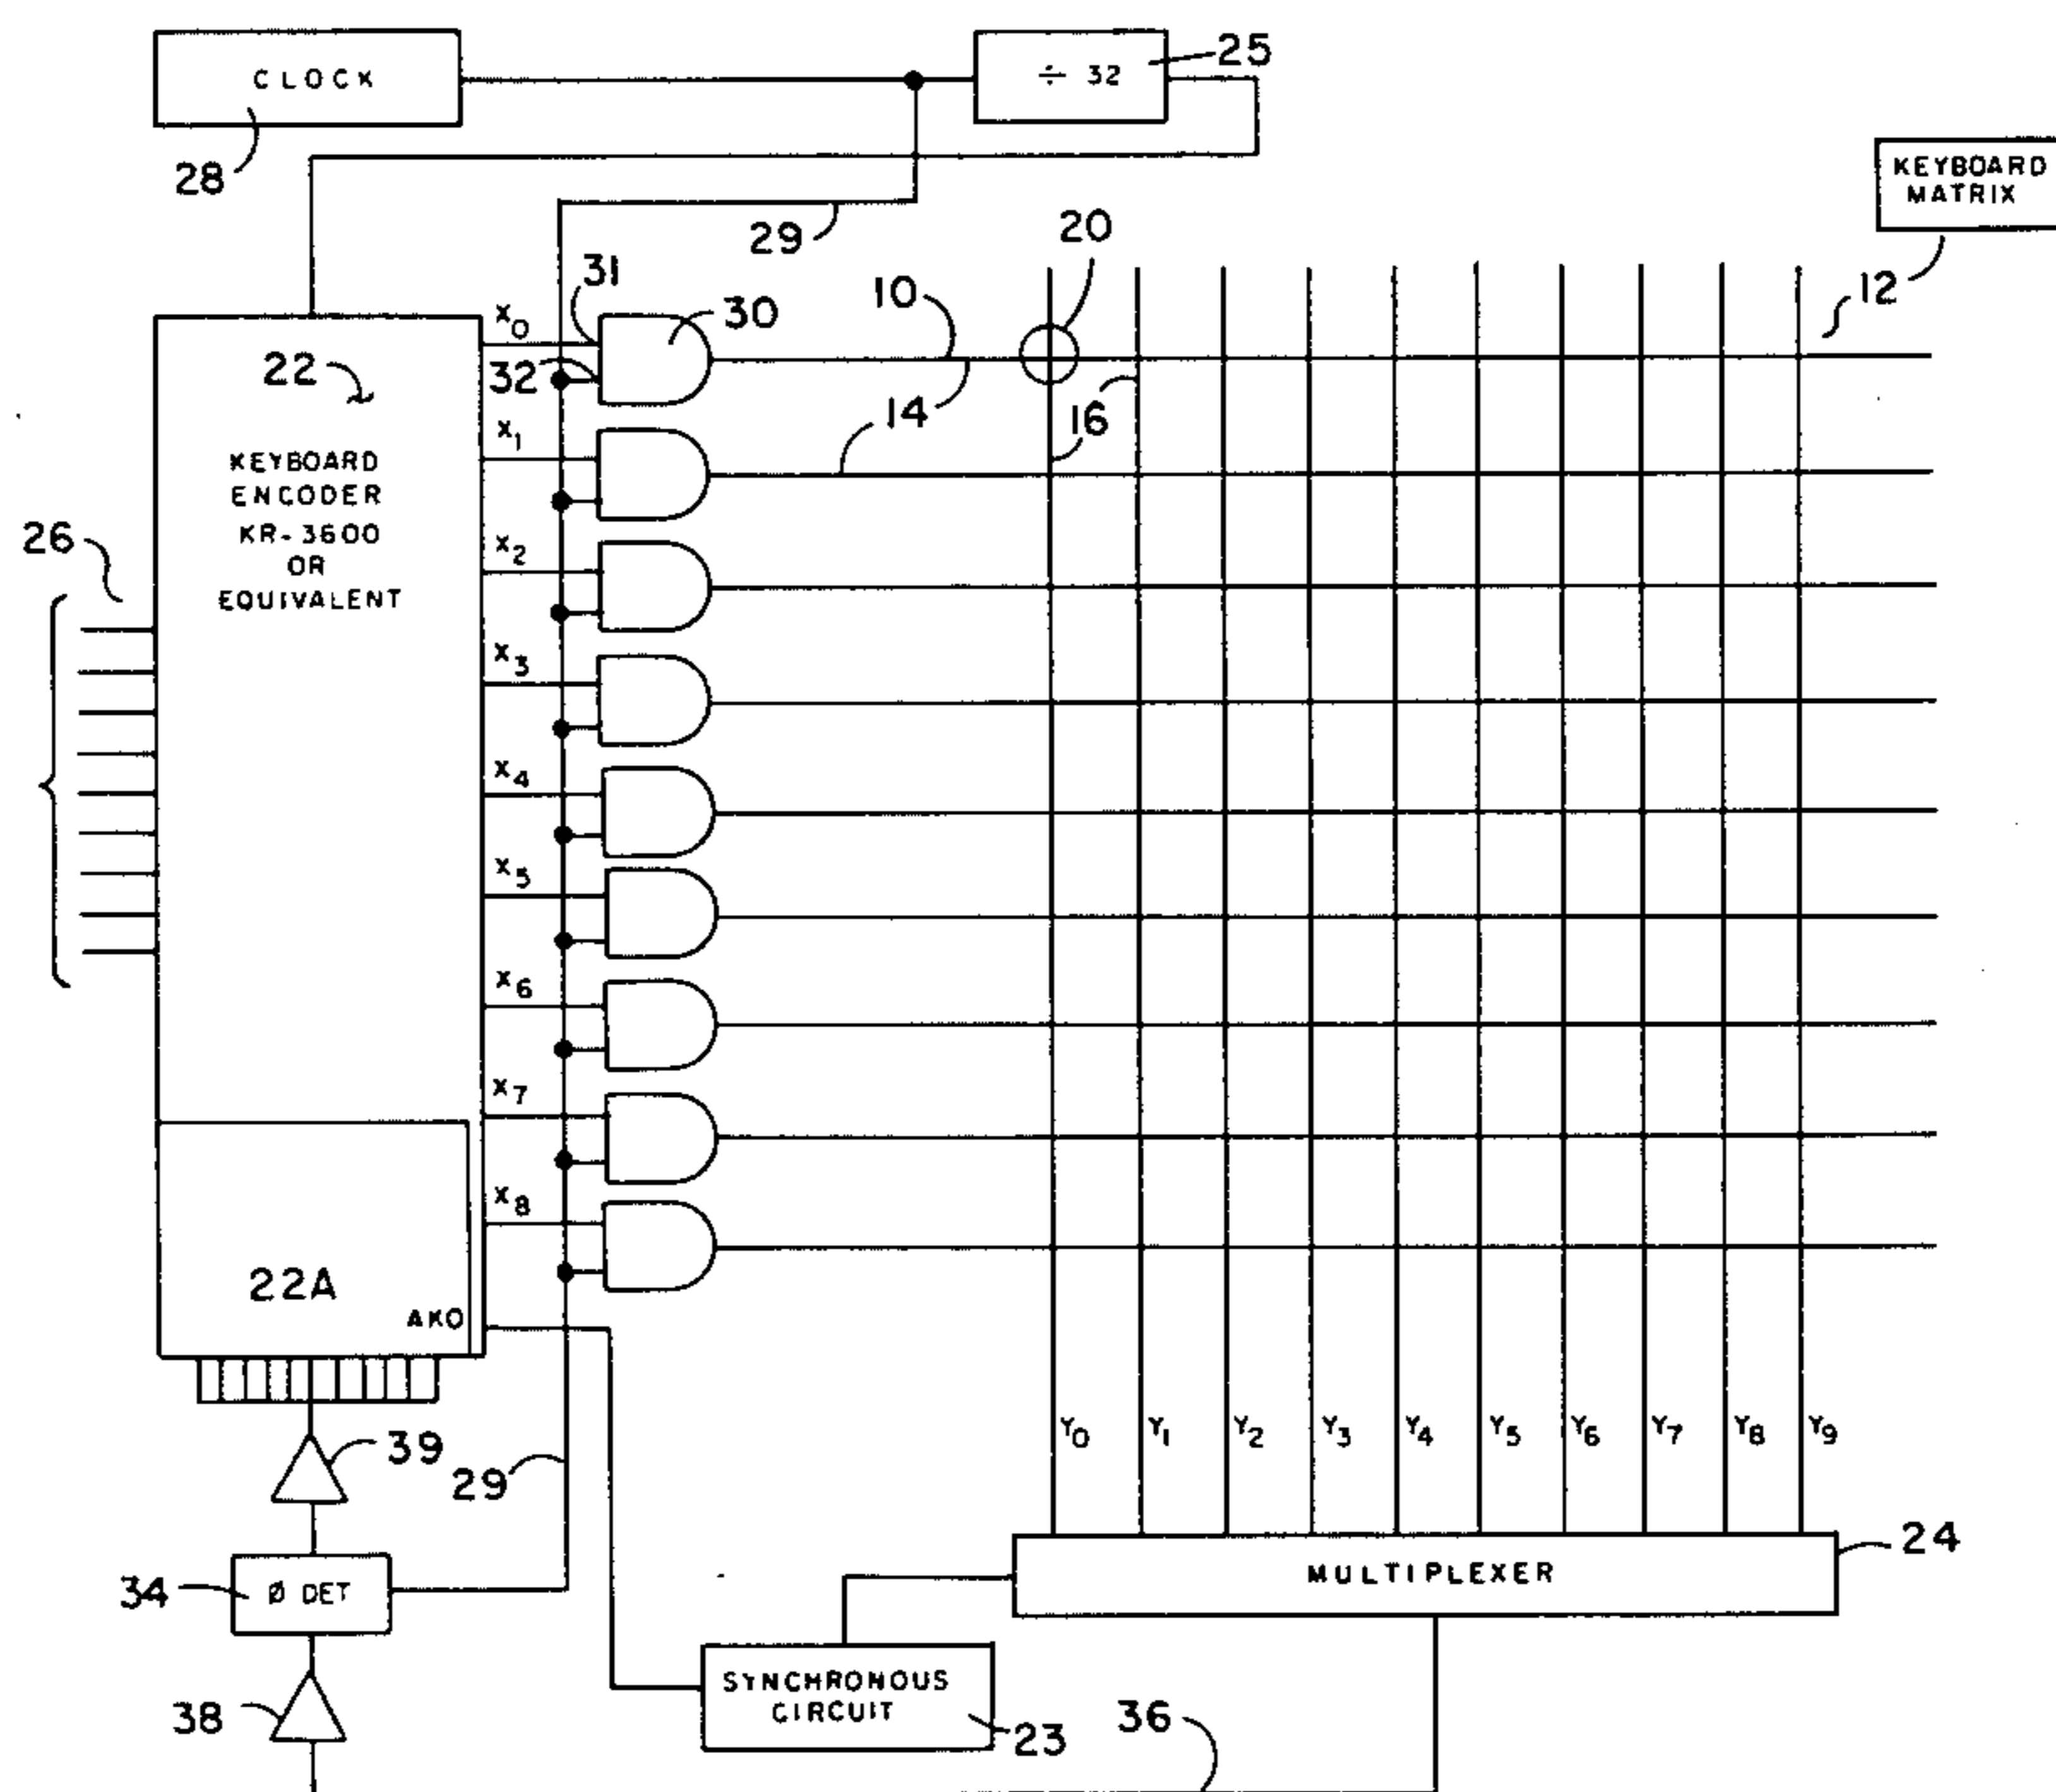 CLOCK
÷ 32
25
28
KEYBOARD
MATRIX
29
20
12
31
10
X0
30
22
32
14
16
X1
KEYBOARD
ENCODER
KR-3600
OR
EQUIVALENT
26
X2
X3
X4
X5
X6
X7
X8
22A
AKO
39
29
Y0 Y1 Y2 Y3 Y4 Y5 Y6 Y7 Y8 Y9
24
MULTIPLEXER
34
Ø DET
SYNCHRONOUS
CIRCUIT
38
23
36